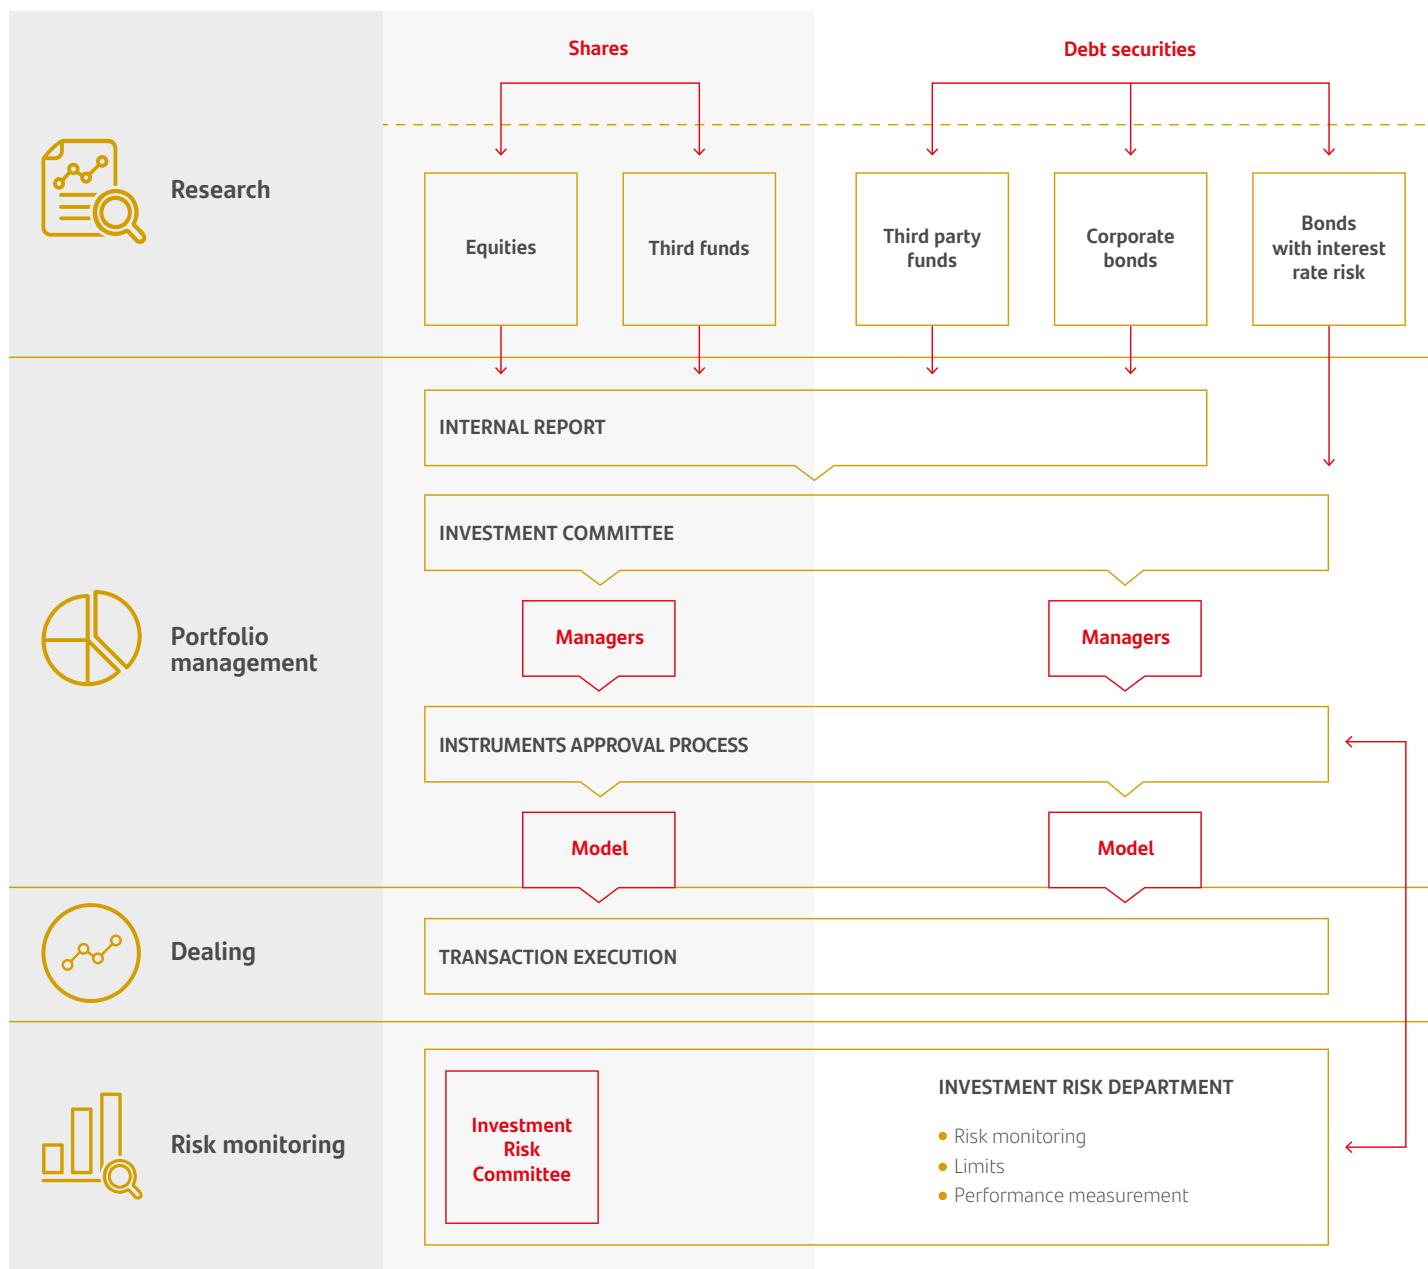 Shares
Debt securities
Research
Equities
Third funds
Third party
funds
Corporate
bonds
Bonds
with interest
rate risk
INTERNAL REPORT
INVESTMENT COMMITTEE
Portfolio
management
Managers
Managers
INSTRUMENTS APPROVAL PROCESS
Model
Model
Dealing
TRANSACTION EXECUTION
Risk monitoring
Investment
Risk
Committee
INVESTMENT RISK DEPARTMENT
Risk monitoring
Limits
Performance measurement